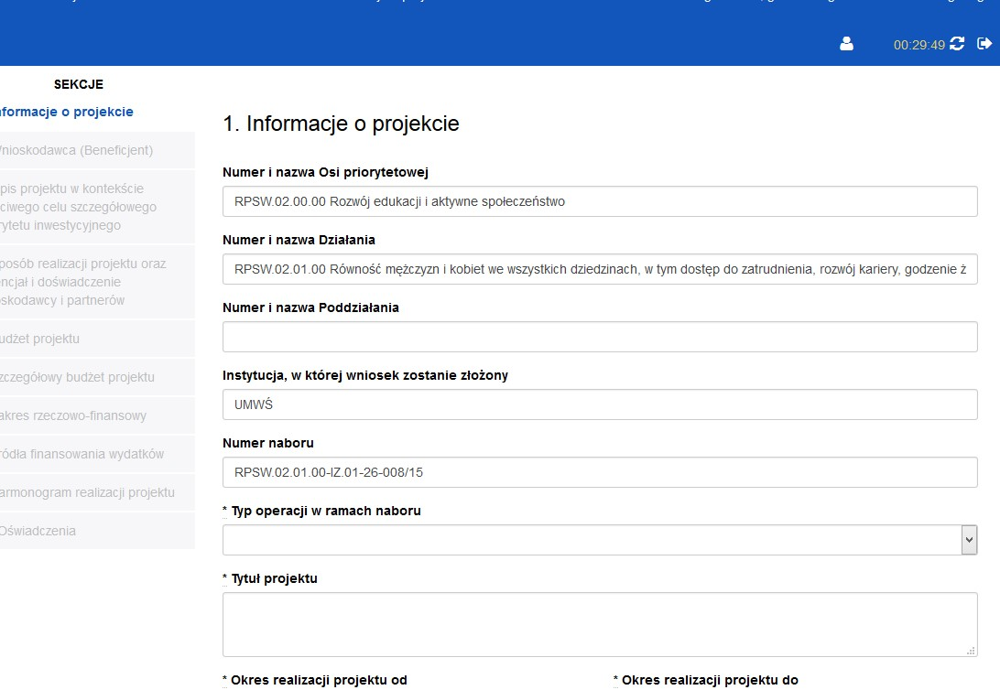 00:29:49
SEKCJE
nformacje o projekcie
nioskodawca (Beneficjent)
pis projektu w kontekście
ciwego celu szczegółowego
rytetu inwestycyjnego
posób realizacji projektu oraz
encjał i doświadczenie
oskodawcy i partnerów
udżet projektu
zczegółowy budżet projektu
akres rzeczowo-finansowy
ródła finansowania wydatków
armonogram realizacji projektu
Oświadczenia
1. Informacje o projekcie
Numer i nazwa Osi priorytetowej
RPSW.02.00.00 Rozwój edukacji i aktywne społeczeństwo
Numer i nazwa Działania
RPSW.02.01.00 Równość mężczyzn i kobiet we wszystkich dziedzinach, w tym dostęp do zatrudnienia, rozwój kariery, godzenie ż
Numer i nazwa Poddziałania
Instytucja, w której wniosek zostanie złożony
UMWŚ
Numer naboru
RPSW.02.01.00-IZ.01-26-008/15
* Typ operacji w ramach naboru
* Tytuł projektu
* Okres realizacji projektu od
* Okres realizacji projektu do